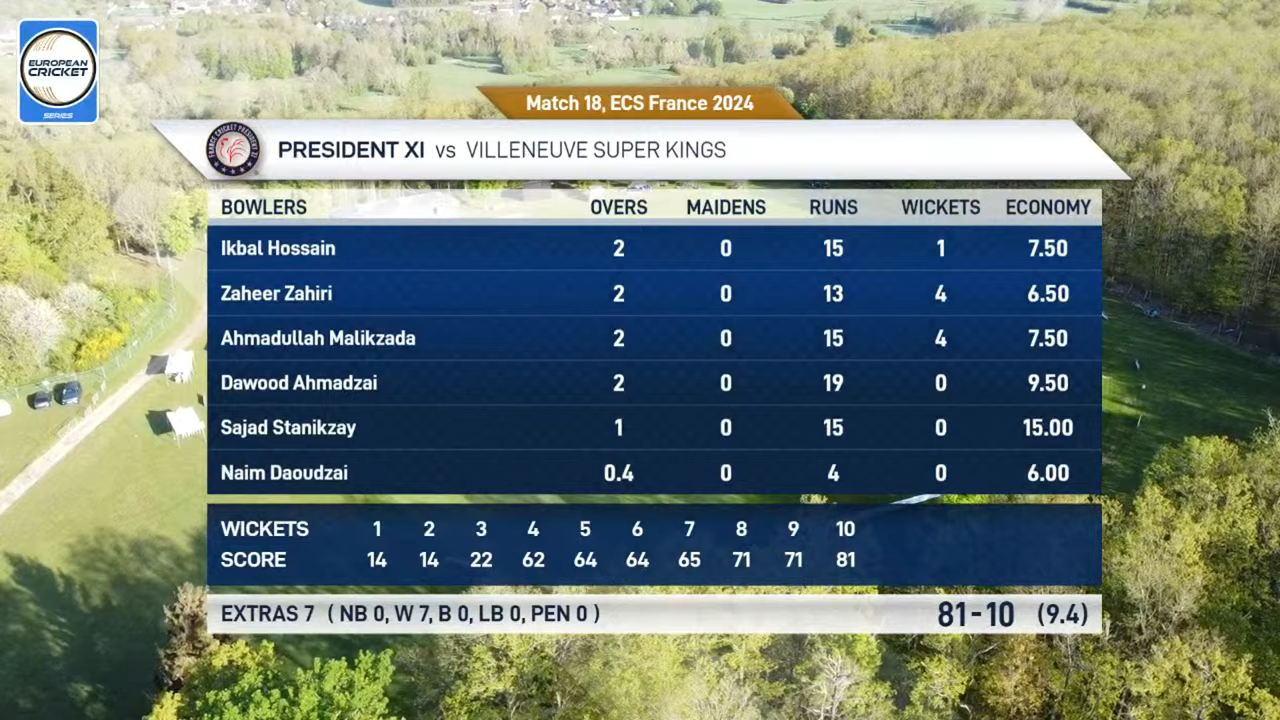 EUROPEAN
CRICKET
SERIES
Match 18, ECS France 2024
FRANCE CRICKET PRESIDENT XI
PRESIDENT XI vs VILLENEUVE SUPER KINGS
BOWLERS OVERS MAIDENS RUNS WICKETS ECONOMY
Ikbal Hossain 2 0 15 1 7.50
Zaheer Zahiri 2 0 13 4 6.50
Ahmadullah Malikzada 2 0 15 4 7.50
Dawood Ahmadzai 2 0 19 0 9.50
Sajad Stanikzay 1 0 15 0 15.00
Naim Daoudzai 0.4 0 4 0 6.00
WICKETS 1 2 3 4 5 6 7 8 9 10
SCORE 14 14 22 62 64 64 65 71 71 81
EXTRAS 7 ( NB 0, W 7, B 0, LB 0, PEN 0 ) 81-10 (9.4)